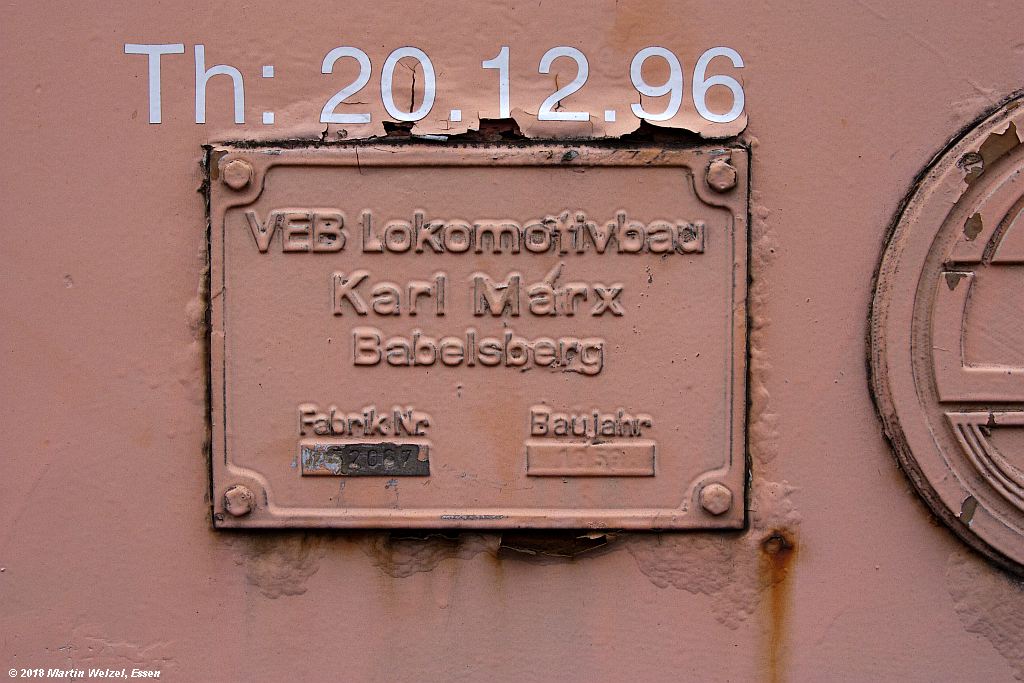 Th: 20.12.96
VEB Lokomotivbau
Karl Marx
Babelsberg
Fabrik Nr. Baujahr
© 2018 Martin Welzel, Essen